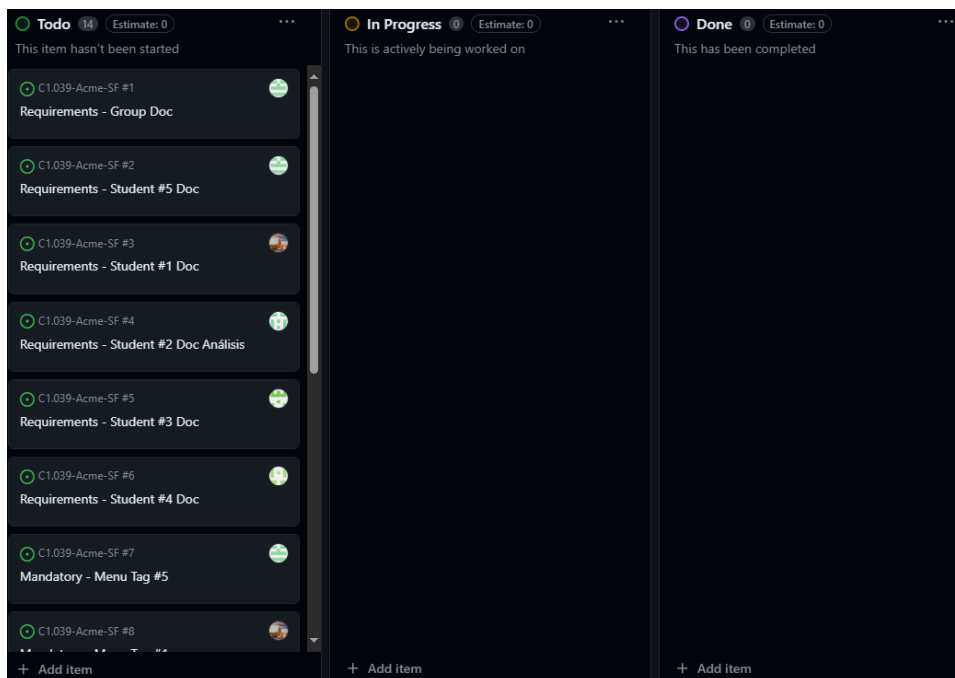 Todo 14 Estimate: 0 ...
This item hasn't been started
C1.039-Acme-SF #1
Requirements - Group Doc
C1.039-Acme-SF #2
Requirements - Student #5 Doc
C1.039-Acme-SF #3
Requirements - Student #1 Doc
C1.039-Acme-SF #4
Requirements - Student #2 Doc Análisis
C1.039-Acme-SF #5
Requirements - Student #3 Doc
C1.039-Acme-SF #6
Requirements - Student #4 Doc
C1.039-Acme-SF #7
Mandatory - Menu Tag #5
C1.039-Acme-SF #8
+ Add item
In Progress 0 Estimate: 0 ...
This is actively being worked on
+ Add item
Done 0 Estimate: 0 ...
This has been completed
+ Add item